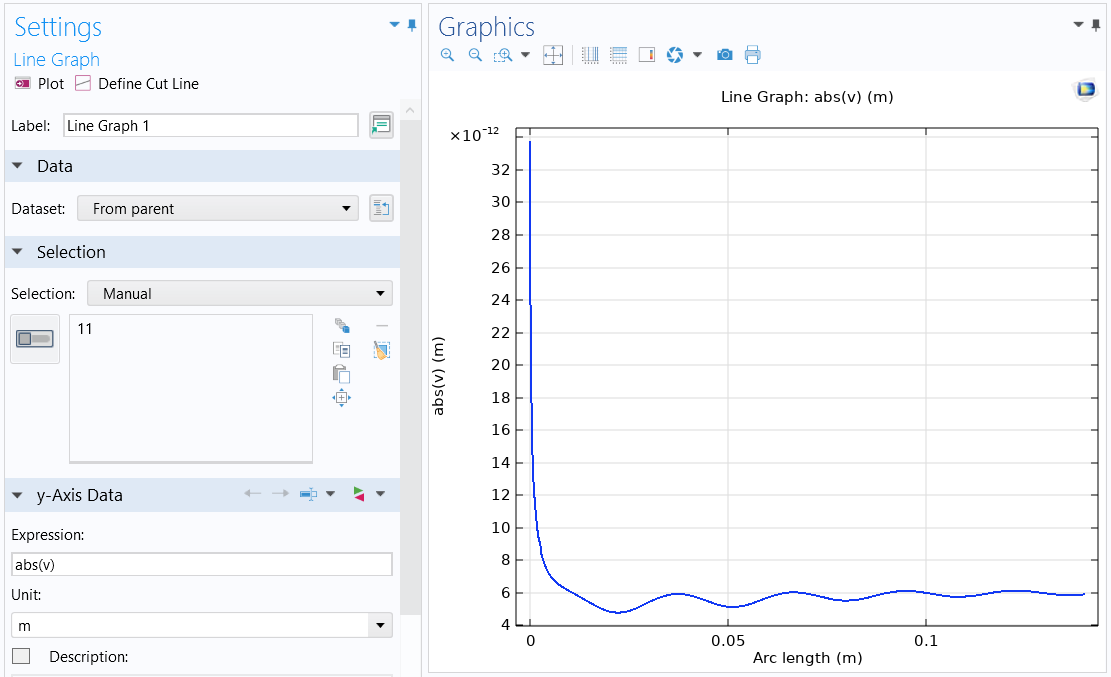 Settings
Line Graph
Plot Define Cut Line
Label: Line Graph 1
Data
Dataset: From parent
Selection
Selection: Manual
11
y-Axis Data
Expression:
abs(v)
Unit:
m
Description:
Graphics
Line Graph: abs(v) (m)
×10⁻¹²
32
30
28
26
24
22
20
18
16
14
12
10
8
6
4
abs(v) (m)
0 0.05 0.1
Arc length (m)